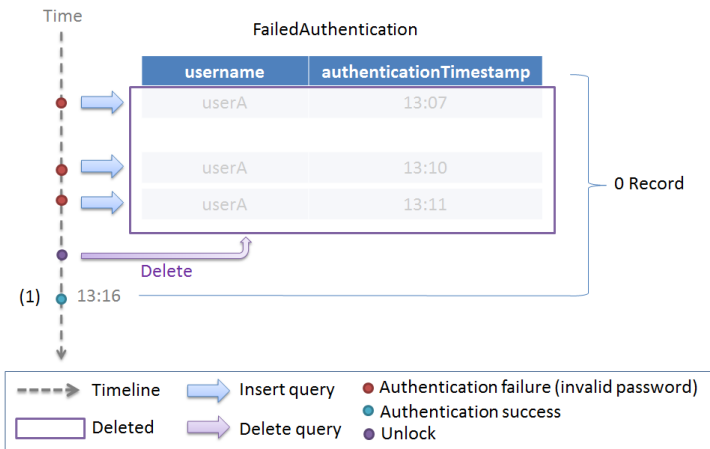 Time
FailedAuthentication
username authenticationTimestamp
userA 13:07
userA 13:10
userA 13:11
0 Record
Delete
(1) 13:16
Timeline Insert query Authentication failure (invalid password)
Authentication success
Deleted Delete query Unlock